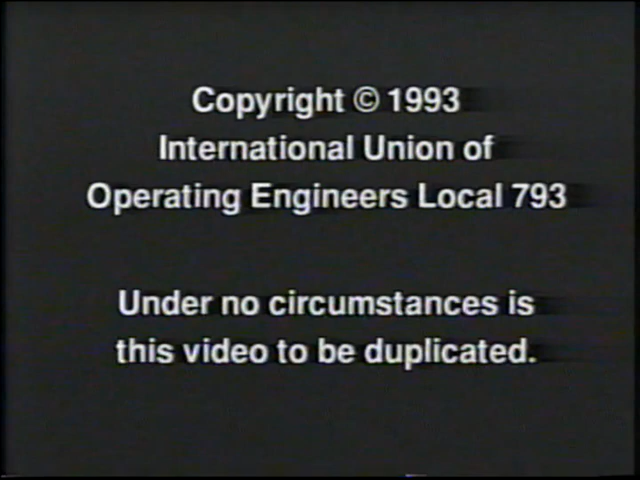 Copyright © 1993
International Union of
Operating Engineers Local 793
Under no circumstances is
this video to be duplicated.